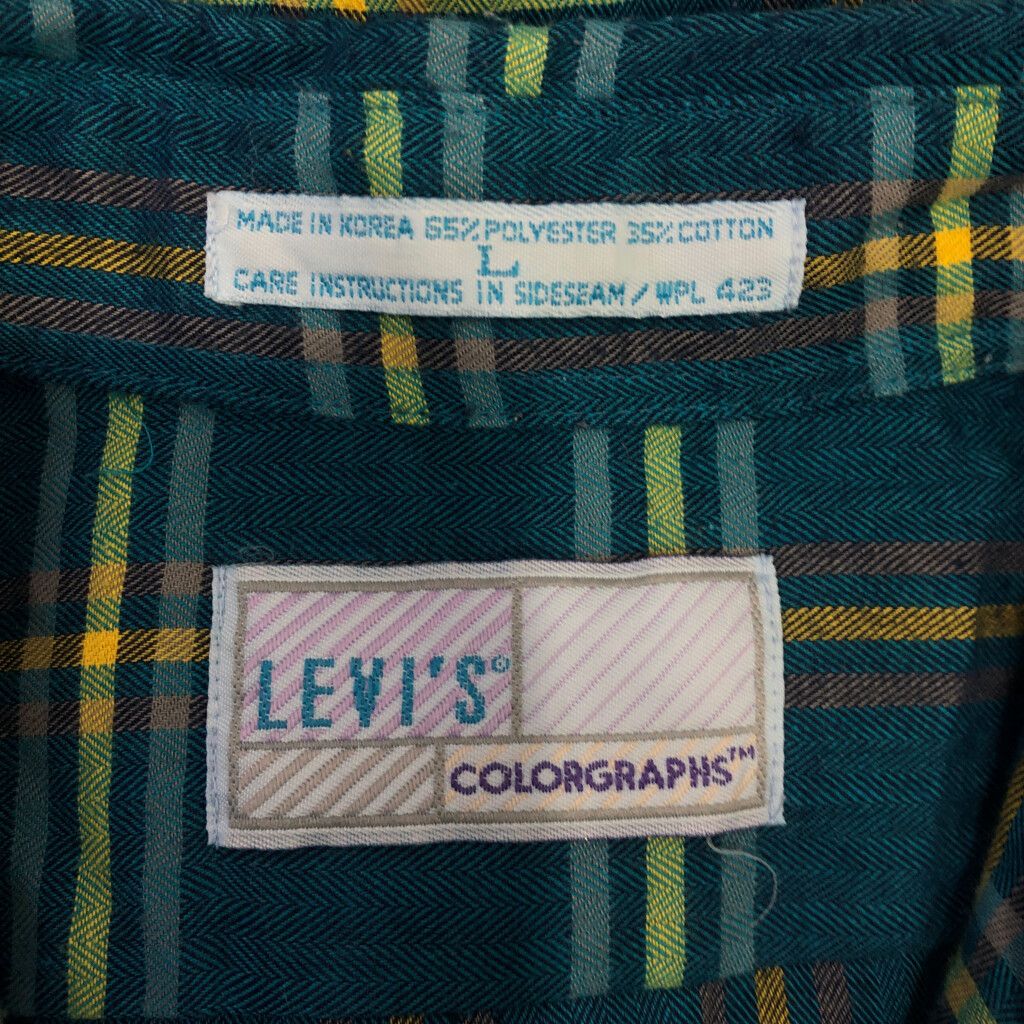 MADE IN KOREA 65% POLYESTER 35% COTTON
L
CARE INSTRUCTIONS IN SIDESEAM / WPL 423
LEVI'S®
COLORGRAPHS™